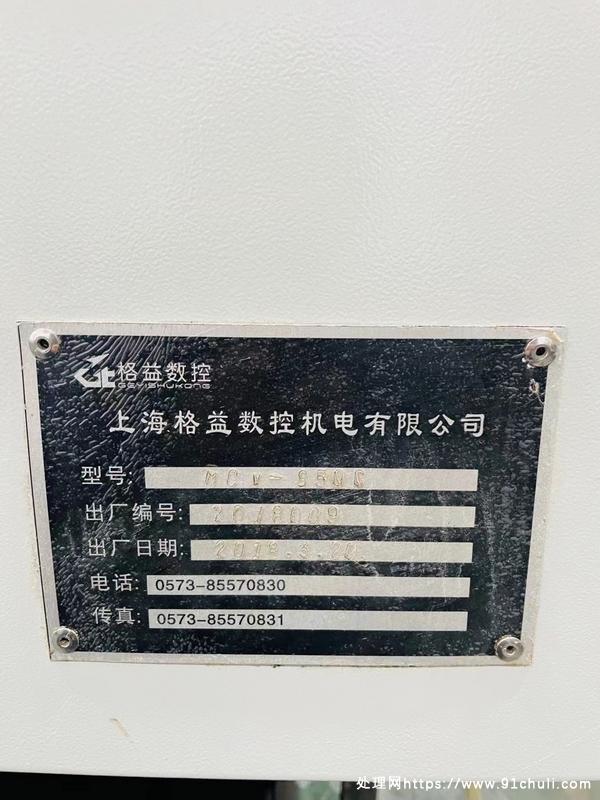 格益数控
GEYISHUKONG
上海格益数控机电有限公司
型号:
出厂编号:
出厂日期:
电话: 0573-85570830
传真: 0573-85570831
处理网https://www.91chuli.com